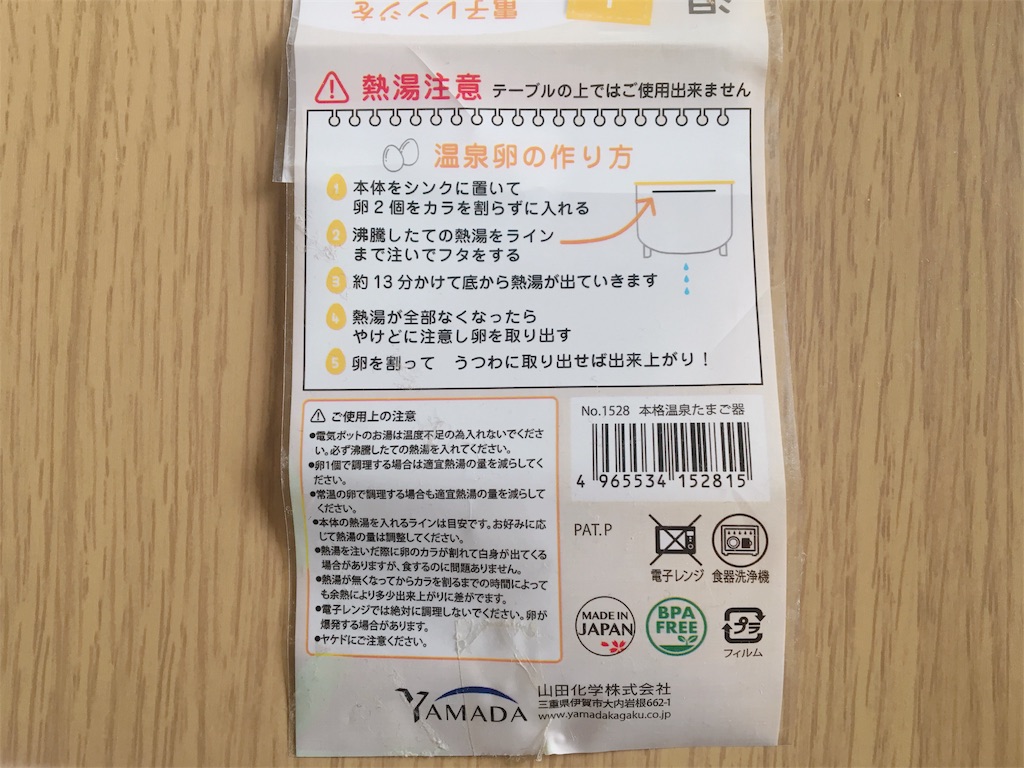 電子レンジを
熱湯注意 テーブルの上ではご使用出来ません
温泉卵の作り方
1 本体をシンクに置いて
卵2個をカラを割らずに入れる
2 沸騰したての熱湯をライン
まで注いでフタをする
3 約13分かけて底から熱湯が出ていきます
4 熱湯が全部なくなったら
やけどに注意し卵を取り出す
5 卵を割って うつわに取り出せば出来上がり！
ご使用上の注意
●電気ポットのお湯は温度不足の為入れないでくださ
い。必ず沸騰したての熱湯を入れてください。
●卵1個で調理する場合は適宜熱湯の量を減らしてく
ださい。
●常温の卵で調理する場合も適宜熱湯の量を減らして
ください。
●本体の熱湯を入れるラインは目安です。お好みに応
じて熱湯の量は調整してください。
●熱湯を注いだ際に卵のカラが割れて白身が出てくる
場合がありますが、食するのに問題ありません。
●熱湯が無くなってからカラを割るまでの時間によって
も余熱により多少出来上がりに差がでます。
●電子レンジでは絶対に調理しないでください。卵が
爆発する場合があります。
●ヤケドにご注意ください。
No.1528 本格温泉たまご器
4 965534 152815
PAT.P
電子レンジ 食器洗浄機
MADE IN
JAPAN
BPA
FREE
プラ
フィルム
YAMADA
山田化学株式会社
三重県伊賀市大内岩根662-1
www.yamadakagaku.co.jp